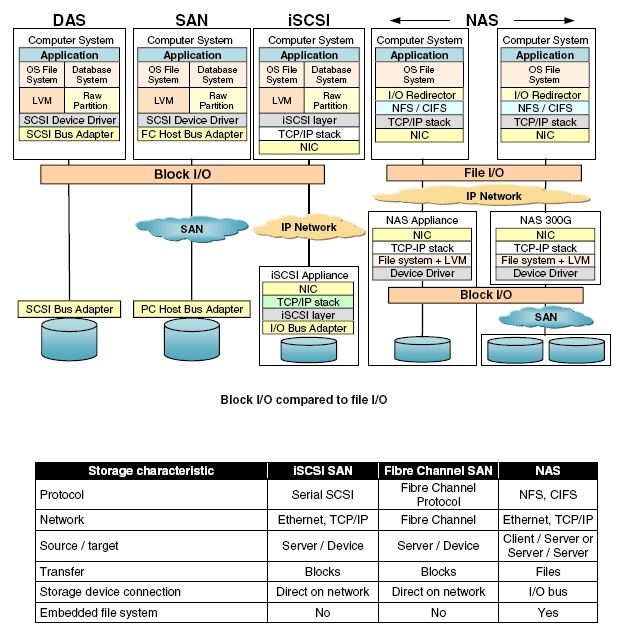 DAS SAN iSCSI NAS
Computer System Computer System Computer System Computer System Computer System
Application Application Application Application Application
OS File System Database System OS File System Database System OS File System Database System OS File System OS File System
LVM Raw Partition LVM Raw Partition LVM Raw Partition I/O Redirector I/O Redirector
NFS / CIFS NFS / CIFS
SCSI Device Driver SCSI Device Driver iSCSI layer TCP/IP stack TCP/IP stack
SCSI Bus Adapter FC Host Bus Adapter TCP/IP stack NIC NIC
NIC
Block I/O File I/O
IP Network
SAN IP Network
NAS Appliance NAS 300G
NIC NIC
TCP-IP stack TCP-IP stack
File system + LVM File system + LVM
Device Driver Device Driver
iSCSI Appliance
NIC
TCP/IP stack
iSCSI layer
I/O Bus Adapter
Block I/O
SAN
SCSI Bus Adapter PC Host Bus Adapter
Block I/O compared to file I/O
Storage characteristic iSCSI SAN Fibre Channel SAN NAS
Protocol Serial SCSI Fibre Channel Protocol NFS, CIFS
Network Ethernet, TCP/IP Fibre Channel Ethernet, TCP/IP
Source / target Server / Device Server / Device Client / Server or Server / Server
Transfer Blocks Blocks Files
Storage device connection Direct on network Direct on network I/O bus
Embedded file system No No Yes